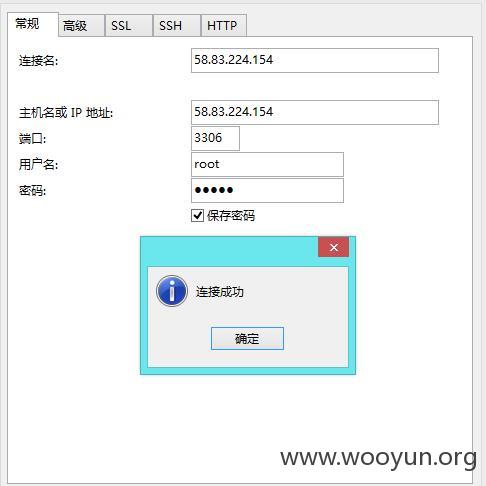 常规 高级 SSL SSH HTTP
连接名: 58.83.224.154
主机名或 IP 地址: 58.83.224.154
端口: 3306
用户名: root
密码: ●●●●●
保存密码
连接成功
确定
www.wooyun.org